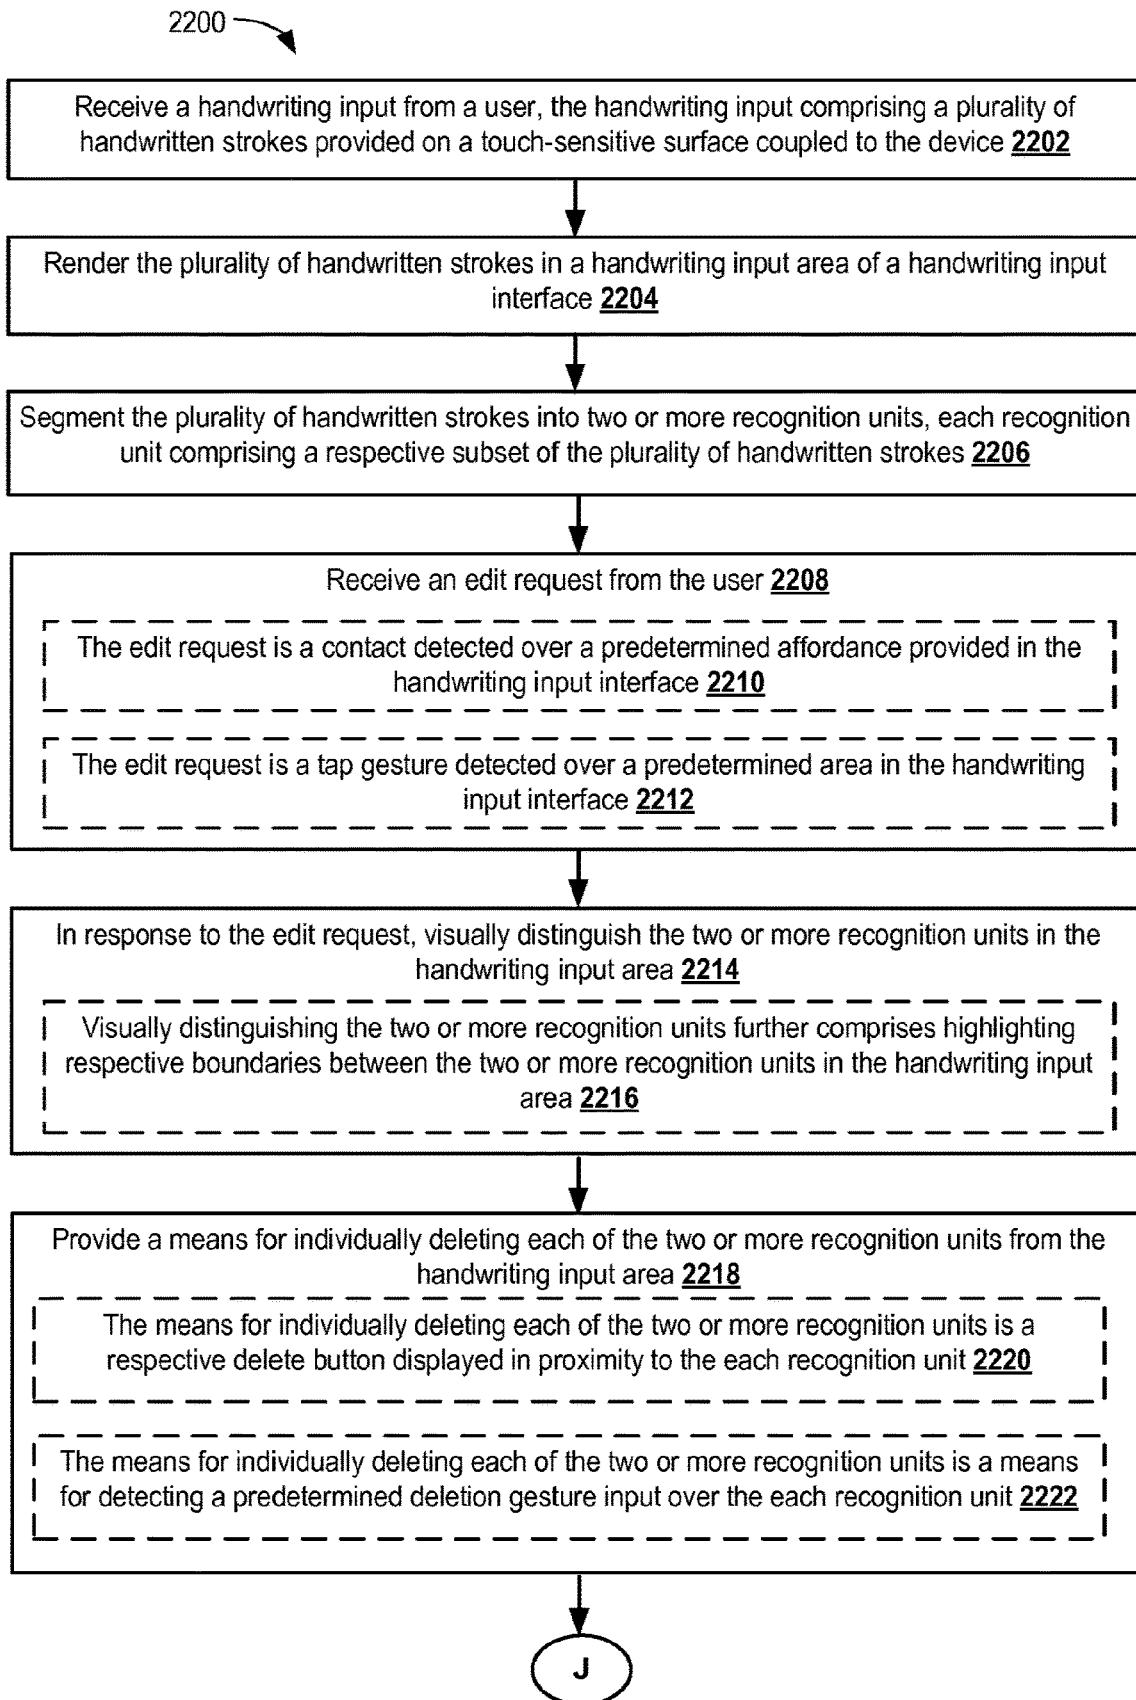 2200
Receive a handwriting input from a user, the handwriting input comprising a plurality of
handwritten strokes provided on a touch-sensitive surface coupled to the device 2202
Render the plurality of handwritten strokes in a handwriting input area of a handwriting input
interface 2204
Segment the plurality of handwritten strokes into two or more recognition units, each recognition
unit comprising a respective subset of the plurality of handwritten strokes 2206
Receive an edit request from the user 2208
The edit request is a contact detected over a predetermined affordance provided in the
handwriting input interface 2210
The edit request is a tap gesture detected over a predetermined area in the handwriting
input interface 2212
In response to the edit request, visually distinguish the two or more recognition units in the
handwriting input area 2214
Visually distinguishing the two or more recognition units further comprises highlighting
respective boundaries between the two or more recognition units in the handwriting input
area 2216
Provide a means for individually deleting each of the two or more recognition units from the
handwriting input area 2218
The means for individually deleting each of the two or more recognition units is a
respective delete button displayed in proximity to the each recognition unit 2220
The means for individually deleting each of the two or more recognition units is a means
for detecting a predetermined deletion gesture input over the each recognition unit 2222
J